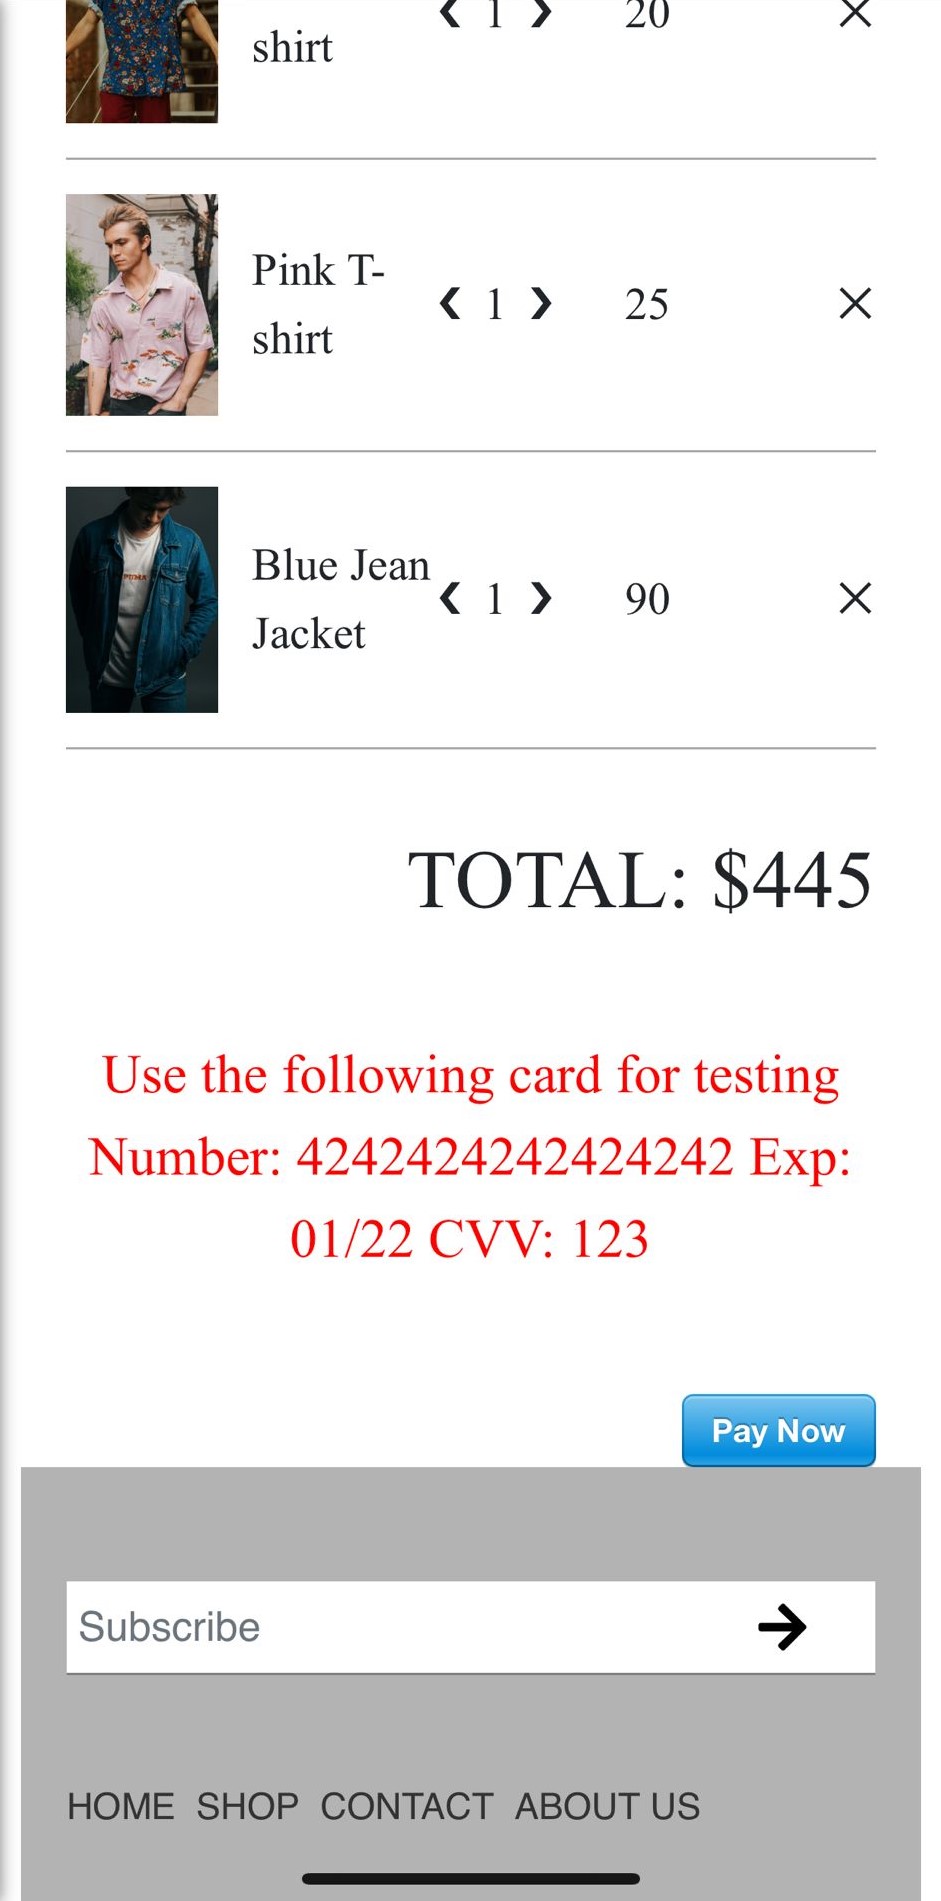 ❮ 1 ❯ 20 ✕
shirt
Pink T-
shirt
❮ 1 ❯ 25 ✕
Blue Jean
Jacket
❮ 1 ❯ 90 ✕
PUMA
TOTAL: $445
Use the following card for testing
Number: 4242424242424242 Exp:
01/22 CVV: 123
Pay Now
Subscribe
HOME SHOP CONTACT ABOUT US